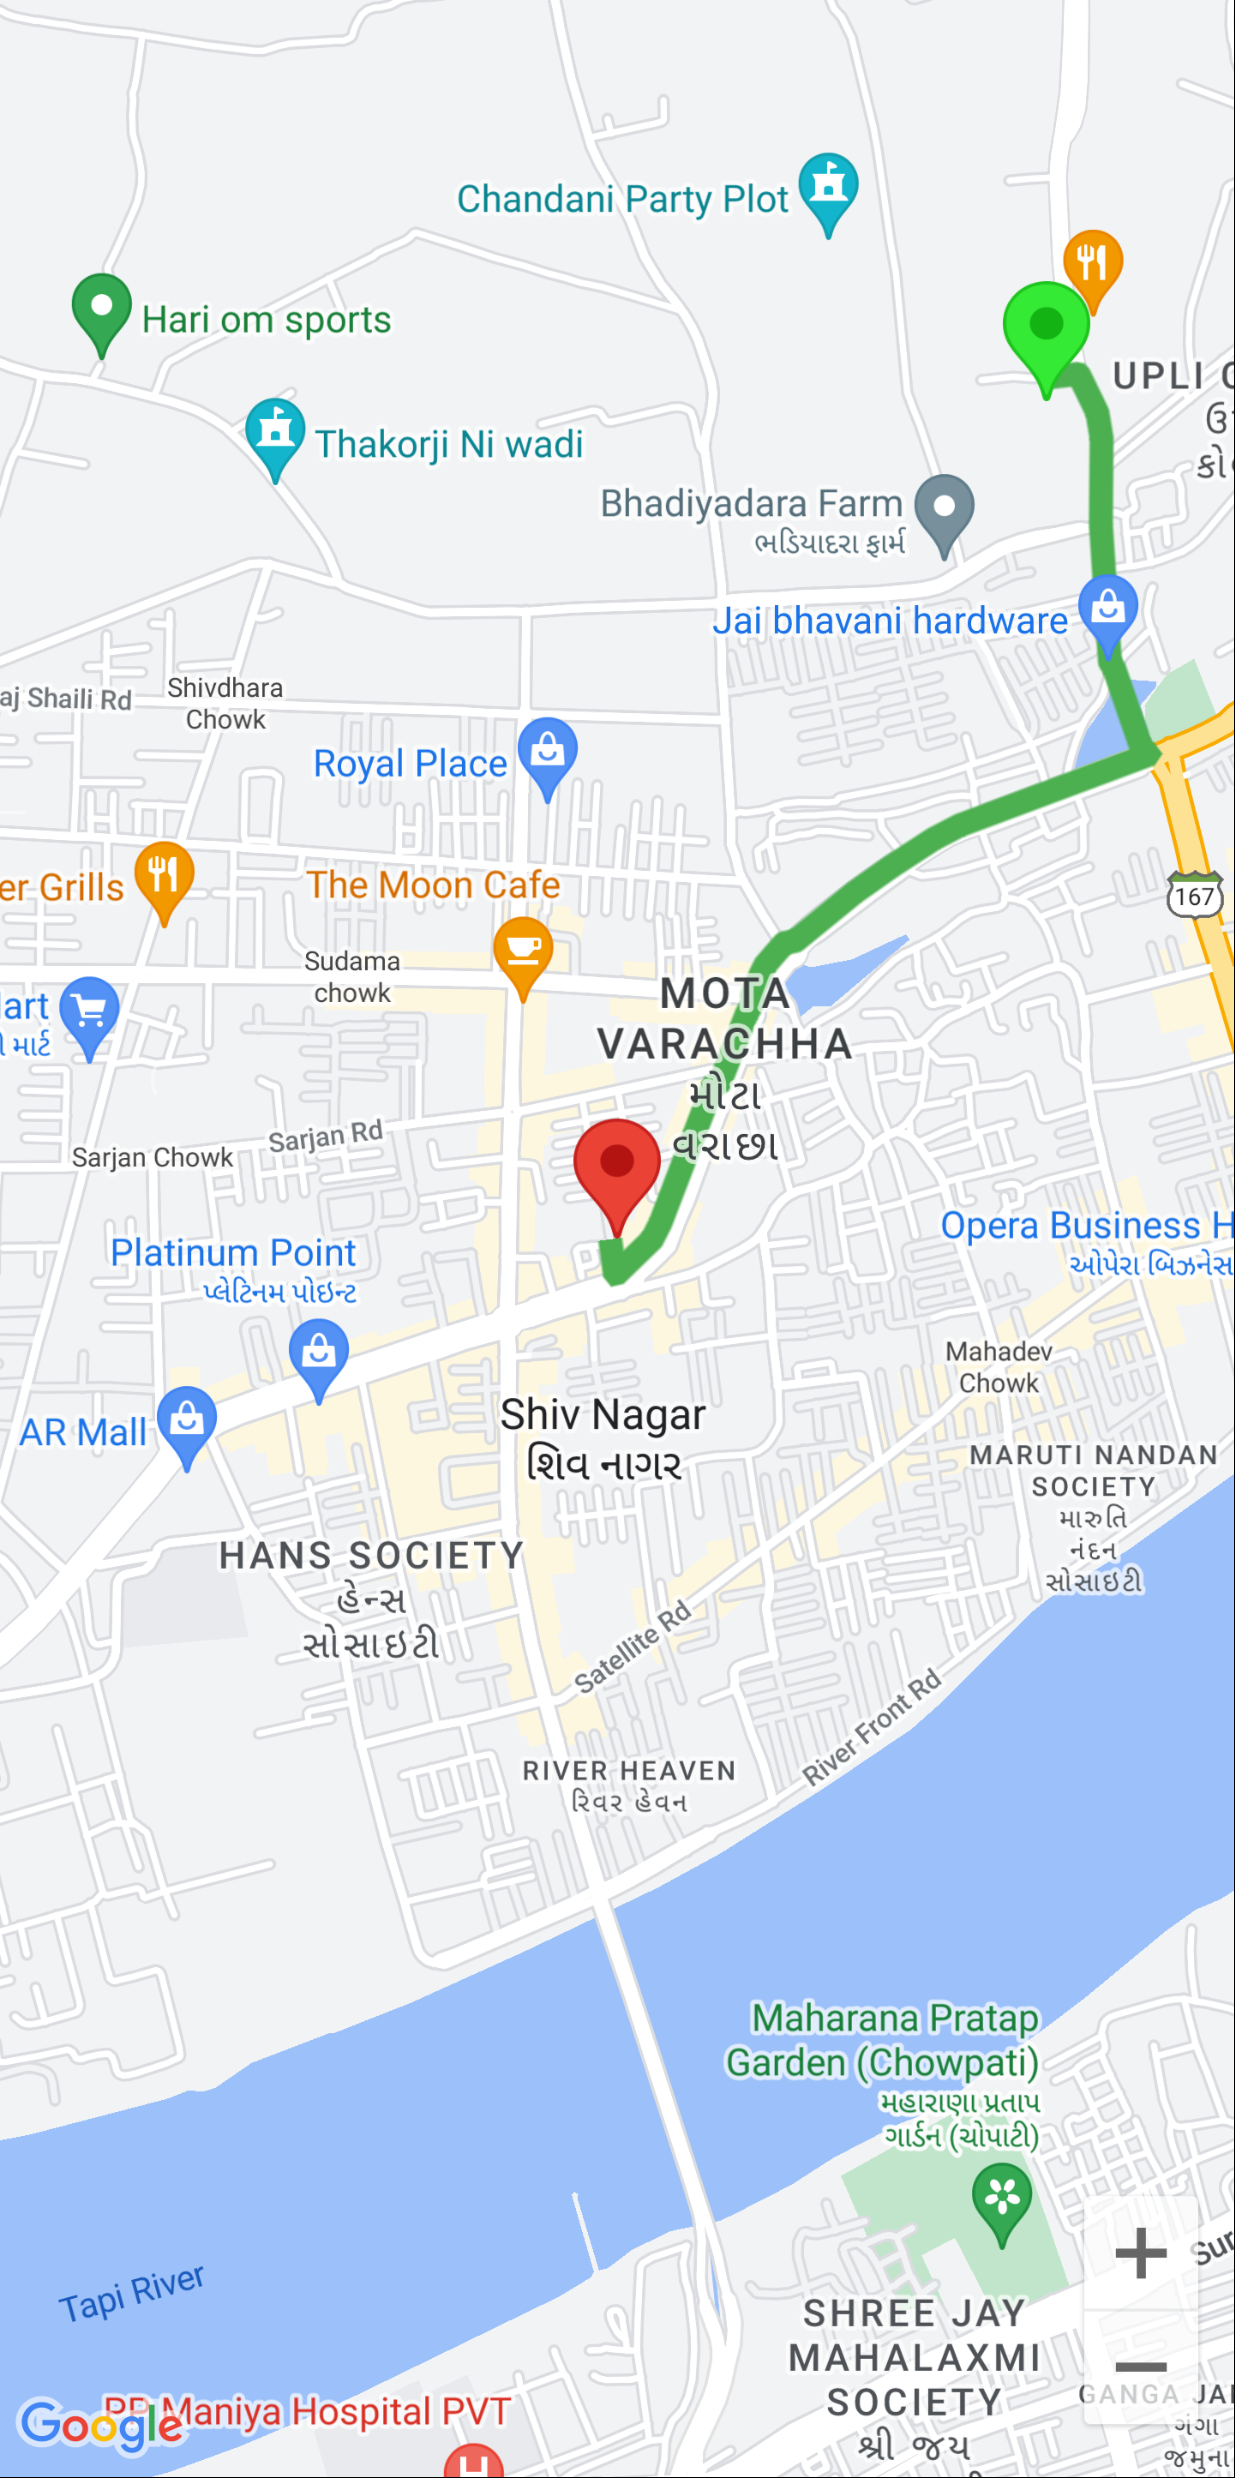 Chandani Party Plot
Hari om sports
UPLI
Thakorji Ni wadi
Bhadiyadara Farm
ભડિયાદરા ફાર્મ
Jai bhavani hardware
aj Shaili Rd
Shivdhara
Chowk
Royal Place
er Grills
The Moon Cafe
167
Sudama
chowk
MOTA
VARACHHA
મોટા
વરાછા
art
માર્ટ
Sarjan Rd
Sarjan Chowk
Opera Business H
ઓપેરા બિઝનેસ
Platinum Point
પ્લેટિનમ પોઇન્ટ
Mahadev
Chowk
AR Mall
Shiv Nagar
શિવ નાગર
MARUTI NANDAN
SOCIETY
મારુતિ
નંદન
સોસાઇટી
HANS SOCIETY
હેન્સ
સોસાઇટી
Satellite Rd
River Front Rd
RIVER HEAVEN
રિવર હેવન
Maharana Pratap
Garden (Chowpati)
મહારાણા પ્રતાપ
ગાર્ડન (ચોપાટી)
Sur
Tapi River
SHREE JAY
MAHALAXMI
SOCIETY
શ્રી જય
GANGA JA
ગંગા
જમુના
PP Maniya Hospital PVT
Google